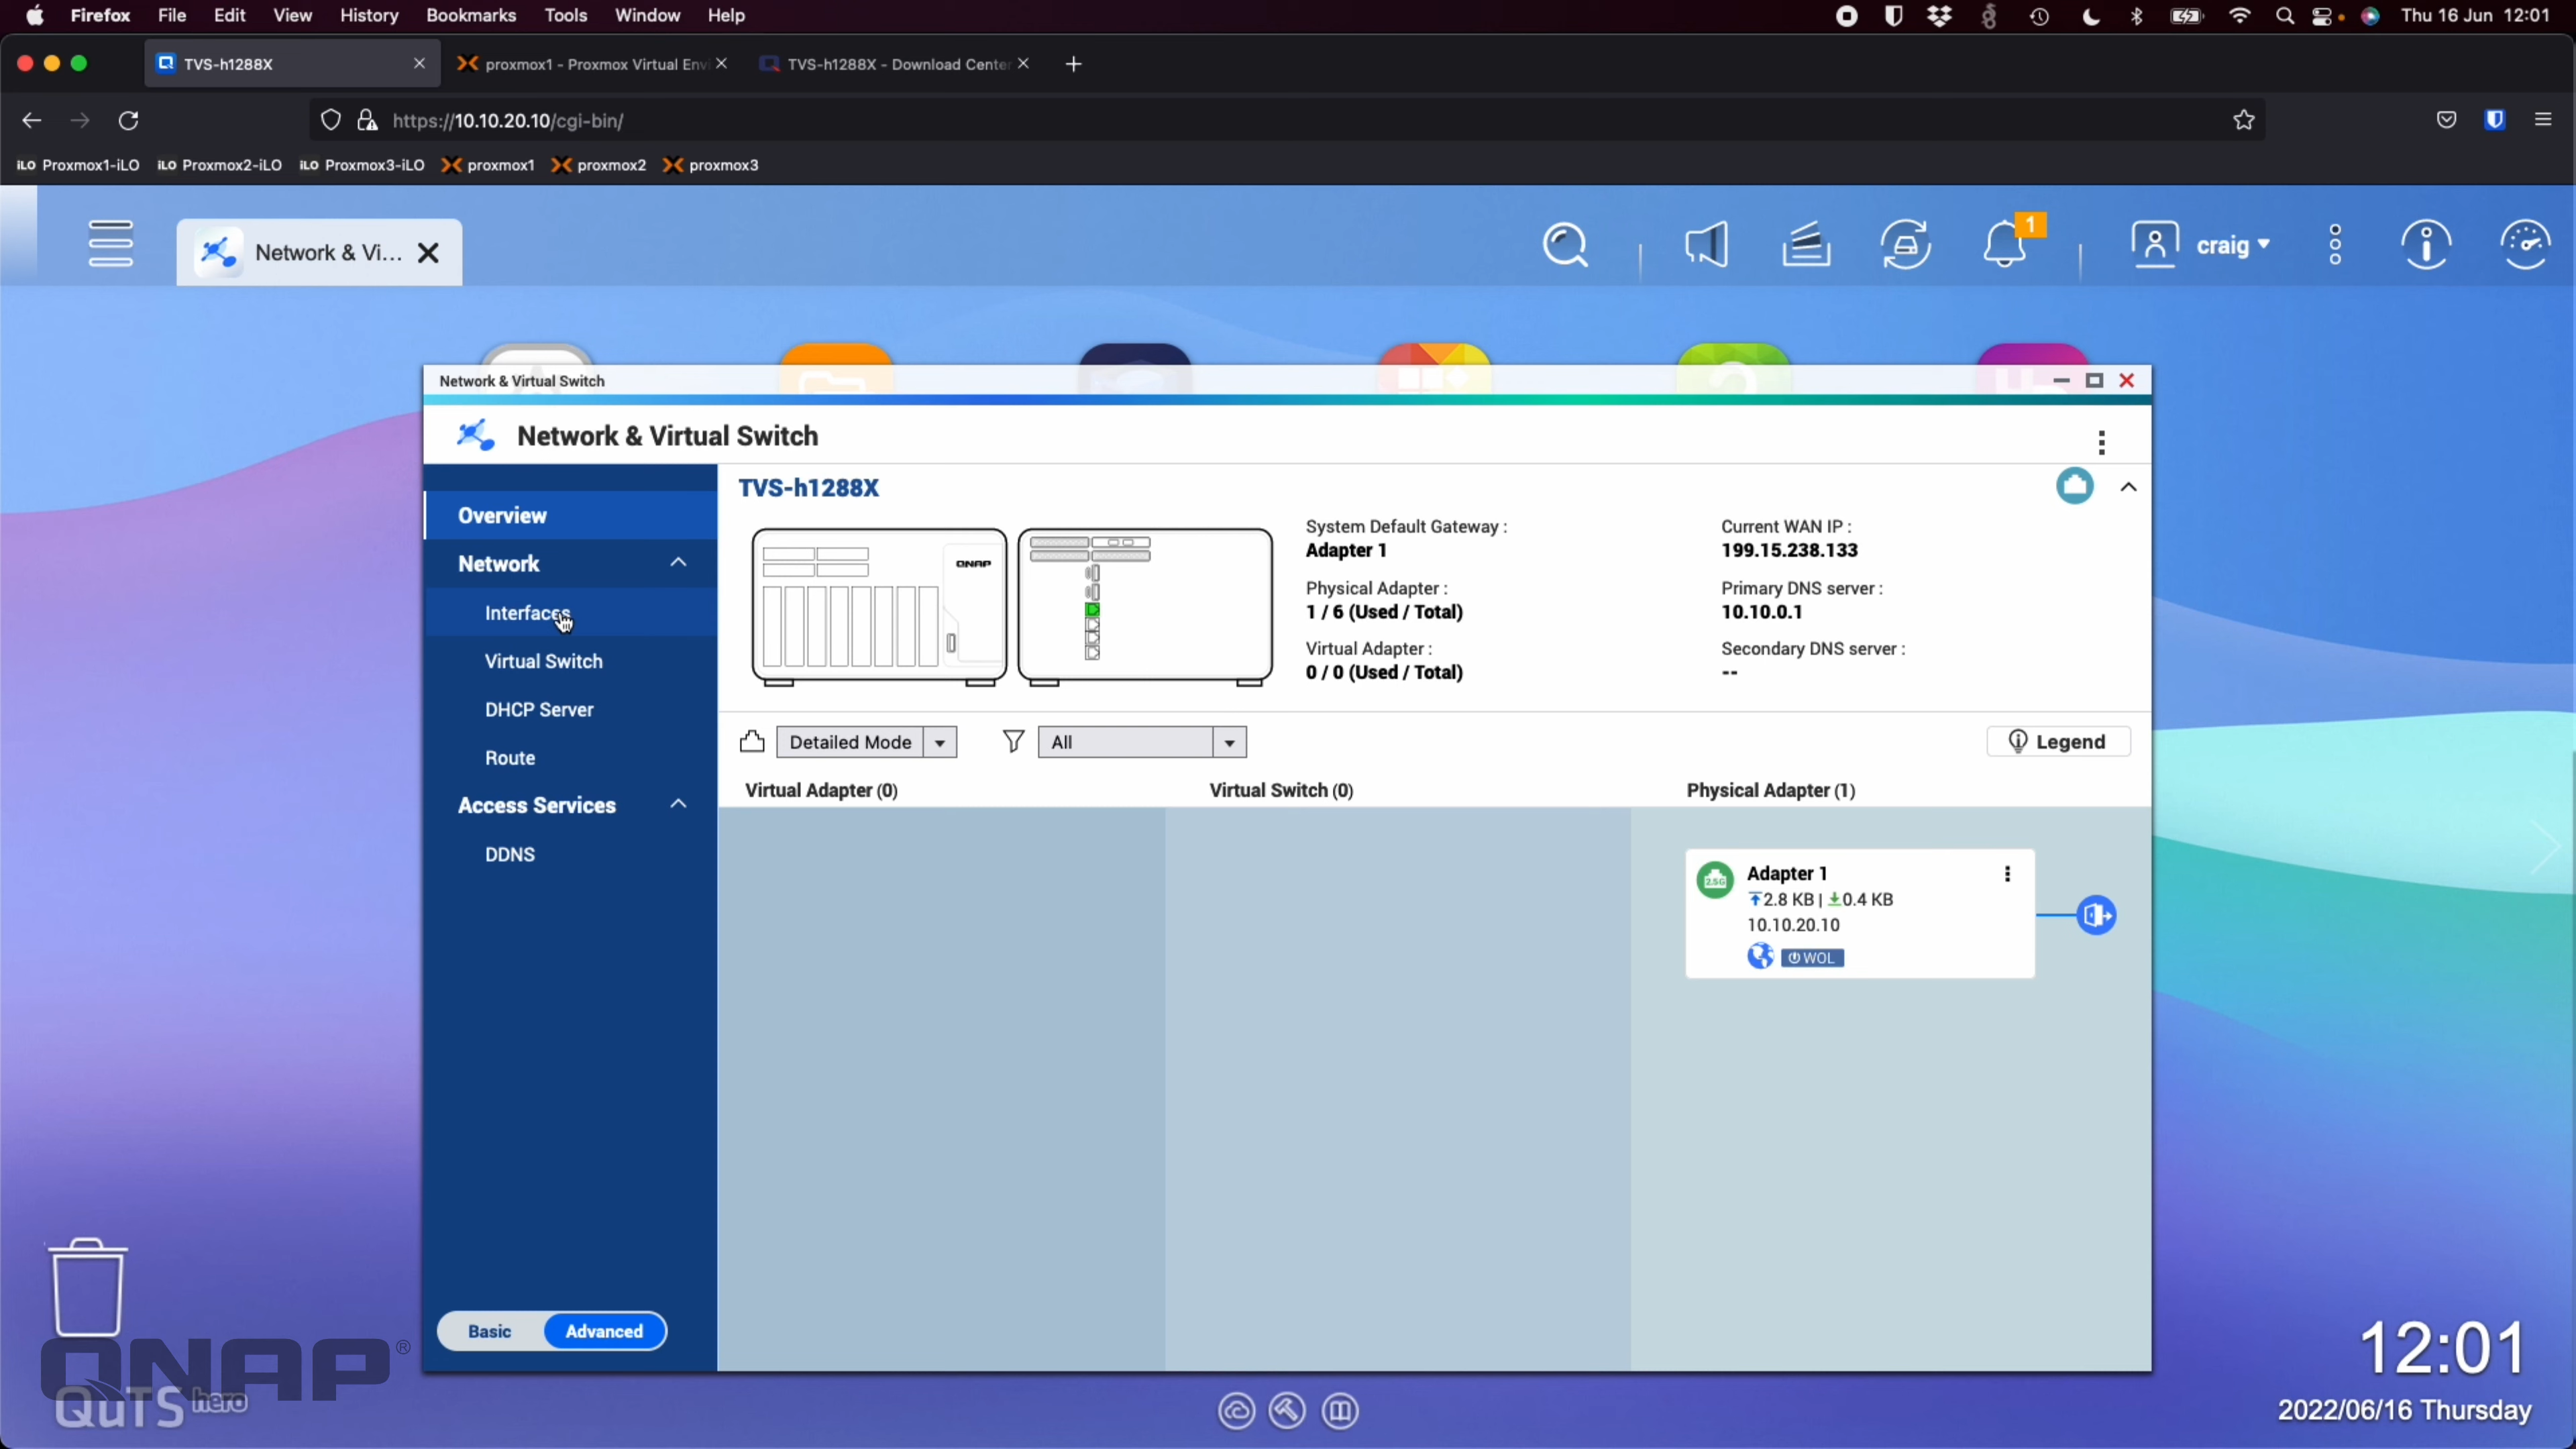 Firefox File Edit View History Bookmarks Tools Window Help Thu 16 Jun 12:01
TVS-h1288X proxmox1 - Proxmox Virtual Envi TVS-h1288X - Download Center
https://10.10.20.10/cgi-bin/
iLO Proxmox1-iLO iLO Proxmox2-iLO iLO Proxmox3-iLO proxmox1 proxmox2 proxmox3
Network & Vi... 1 craig
Network & Virtual Switch
Network & Virtual Switch
Overview
Network
Interfaces
Virtual Switch
DHCP Server
Route
Access Services
DDNS
Basic Advanced
TVS-h1288X
QNAP
System Default Gateway :
Adapter 1
Physical Adapter :
1 / 6 (Used / Total)
Virtual Adapter :
0 / 0 (Used / Total)
Current WAN IP :
199.15.238.133
Primary DNS server :
10.10.0.1
Secondary DNS server :
--
Detailed Mode All Legend
Virtual Adapter (0) Virtual Switch (0) Physical Adapter (1)
2.5G Adapter 1
2.8 KB | 0.4 KB
10.10.20.10
WOL
QNAP®
QuTS hero
12:01
2022/06/16 Thursday